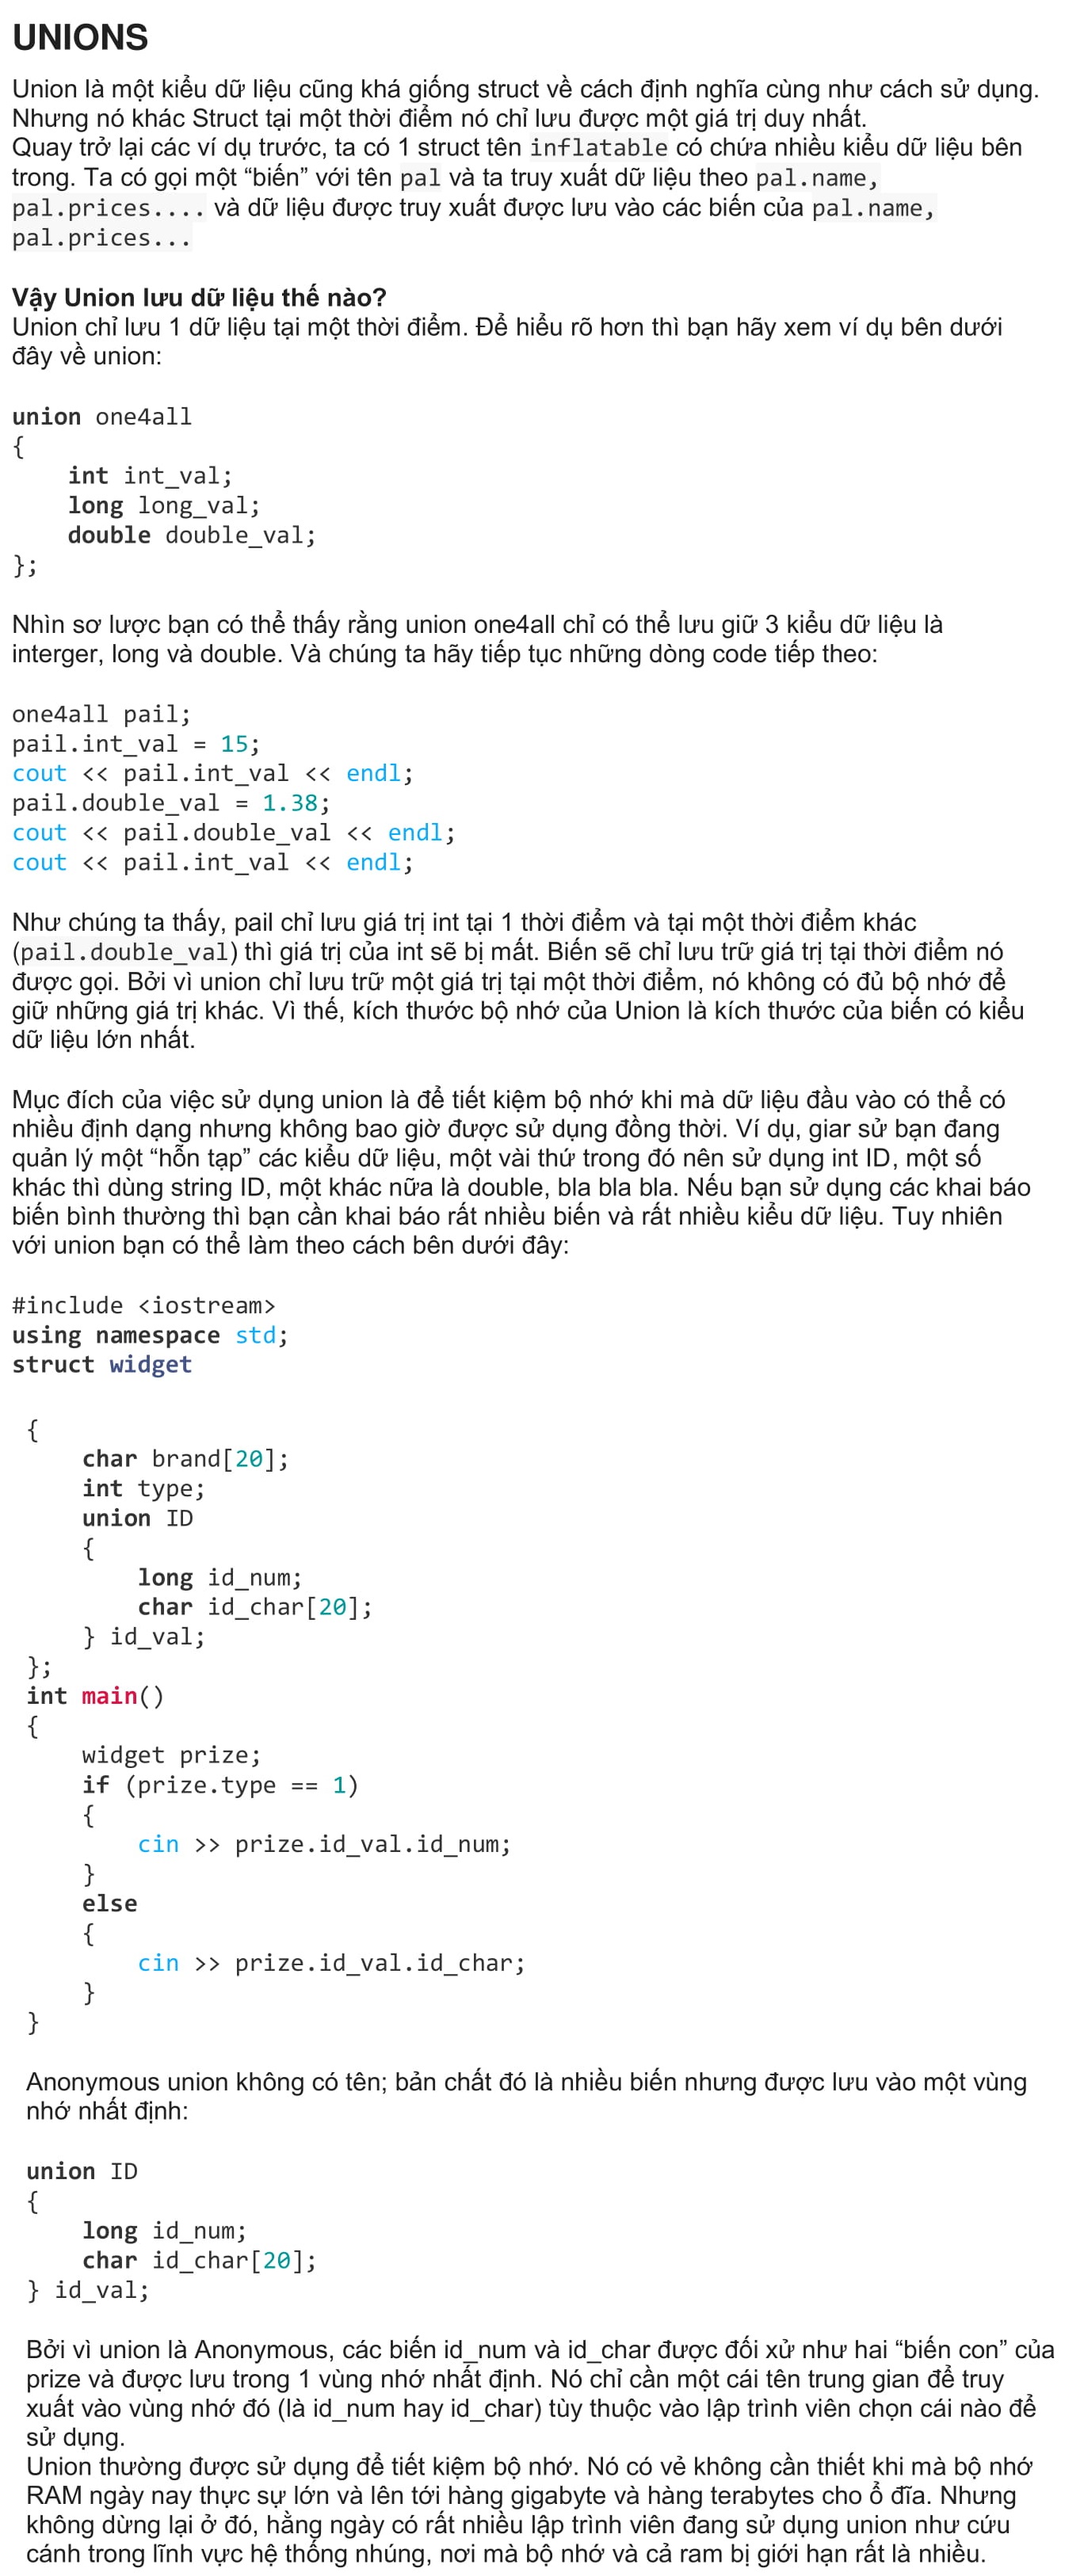 UNIONS
Union là một kiểu dữ liệu cũng khá giống struct về cách định nghĩa cùng như cách sử dụng.
Nhưng nó khác Struct tại một thời điểm nó chỉ lưu được một giá trị duy nhất.
Quay trở lại các ví dụ trước, ta có 1 struct tên inflatable có chứa nhiều kiểu dữ liệu bên
trong. Ta có gọi một “biến” với tên pal và ta truy xuất dữ liệu theo pal.name,
pal.prices.... và dữ liệu được truy xuất được lưu vào các biến của pal.name,
pal.prices...
Vậy Union lưu dữ liệu thế nào?
Union chỉ lưu 1 dữ liệu tại một thời điểm. Để hiểu rõ hơn thì bạn hãy xem ví dụ bên dưới
đây về union:
union one4all
{
    int int_val;
    long long_val;
    double double_val;
};
Nhìn sơ lược bạn có thể thấy rằng union one4all chỉ có thể lưu giữ 3 kiểu dữ liệu là
interger, long và double. Và chúng ta hãy tiếp tục những dòng code tiếp theo:
one4all pail;
pail.int_val = 15;
cout << pail.int_val << endl;
pail.double_val = 1.38;
cout << pail.double_val << endl;
cout << pail.int_val << endl;
Như chúng ta thấy, pail chỉ lưu giá trị int tại 1 thời điểm và tại một thời điểm khác
(pail.double_val) thì giá trị của int sẽ bị mất. Biến sẽ chỉ lưu trữ giá trị tại thời điểm nó
được gọi. Bởi vì union chỉ lưu trữ một giá trị tại một thời điểm, nó không có đủ bộ nhớ để
giữ những giá trị khác. Vì thế, kích thước bộ nhớ của Union là kích thước của biến có kiểu
dữ liệu lớn nhất.
Mục đích của việc sử dụng union là để tiết kiệm bộ nhớ khi mà dữ liệu đầu vào có thể có
nhiều định dạng nhưng không bao giờ được sử dụng đồng thời. Ví dụ, giar sử bạn đang
quản lý một “hỗn tạp” các kiểu dữ liệu, một vài thứ trong đó nên sử dụng int ID, một số
khác thì dùng string ID, một khác nữa là double, bla bla bla. Nếu bạn sử dụng các khai báo
biến bình thường thì bạn cần khai báo rất nhiều biến và rất nhiều kiểu dữ liệu. Tuy nhiên
với union bạn có thể làm theo cách bên dưới đây:
#include <iostream>
using namespace std;
struct widget
{
    char brand[20];
    int type;
    union ID
    {
        long id_num;
        char id_char[20];
    } id_val;
};
int main()
{
    widget prize;
    if (prize.type == 1)
    {
        cin >> prize.id_val.id_num;
    }
    else
    {
        cin >> prize.id_val.id_char;
    }
}
Anonymous union không có tên; bản chất đó là nhiều biến nhưng được lưu vào một vùng
nhớ nhất định:
union ID
{
    long id_num;
    char id_char[20];
} id_val;
Bởi vì union là Anonymous, các biến id_num và id_char được đối xử như hai “biến con” của
prize và được lưu trong 1 vùng nhớ nhất định. Nó chỉ cần một cái tên trung gian để truy
xuất vào vùng nhớ đó (là id_num hay id_char) tùy thuộc vào lập trình viên chọn cái nào để
sử dụng.
Union thường được sử dụng để tiết kiệm bộ nhớ. Nó có vẻ không cần thiết khi mà bộ nhớ
RAM ngày nay thực sự lớn và lên tới hàng gigabyte và hàng terabytes cho ổ đĩa. Nhưng
không dừng lại ở đó, hằng ngày có rất nhiều lập trình viên đang sử dụng union như cứu
cánh trong lĩnh vực hệ thống nhúng, nơi mà bộ nhớ và cả ram bị giới hạn rất là nhiều.